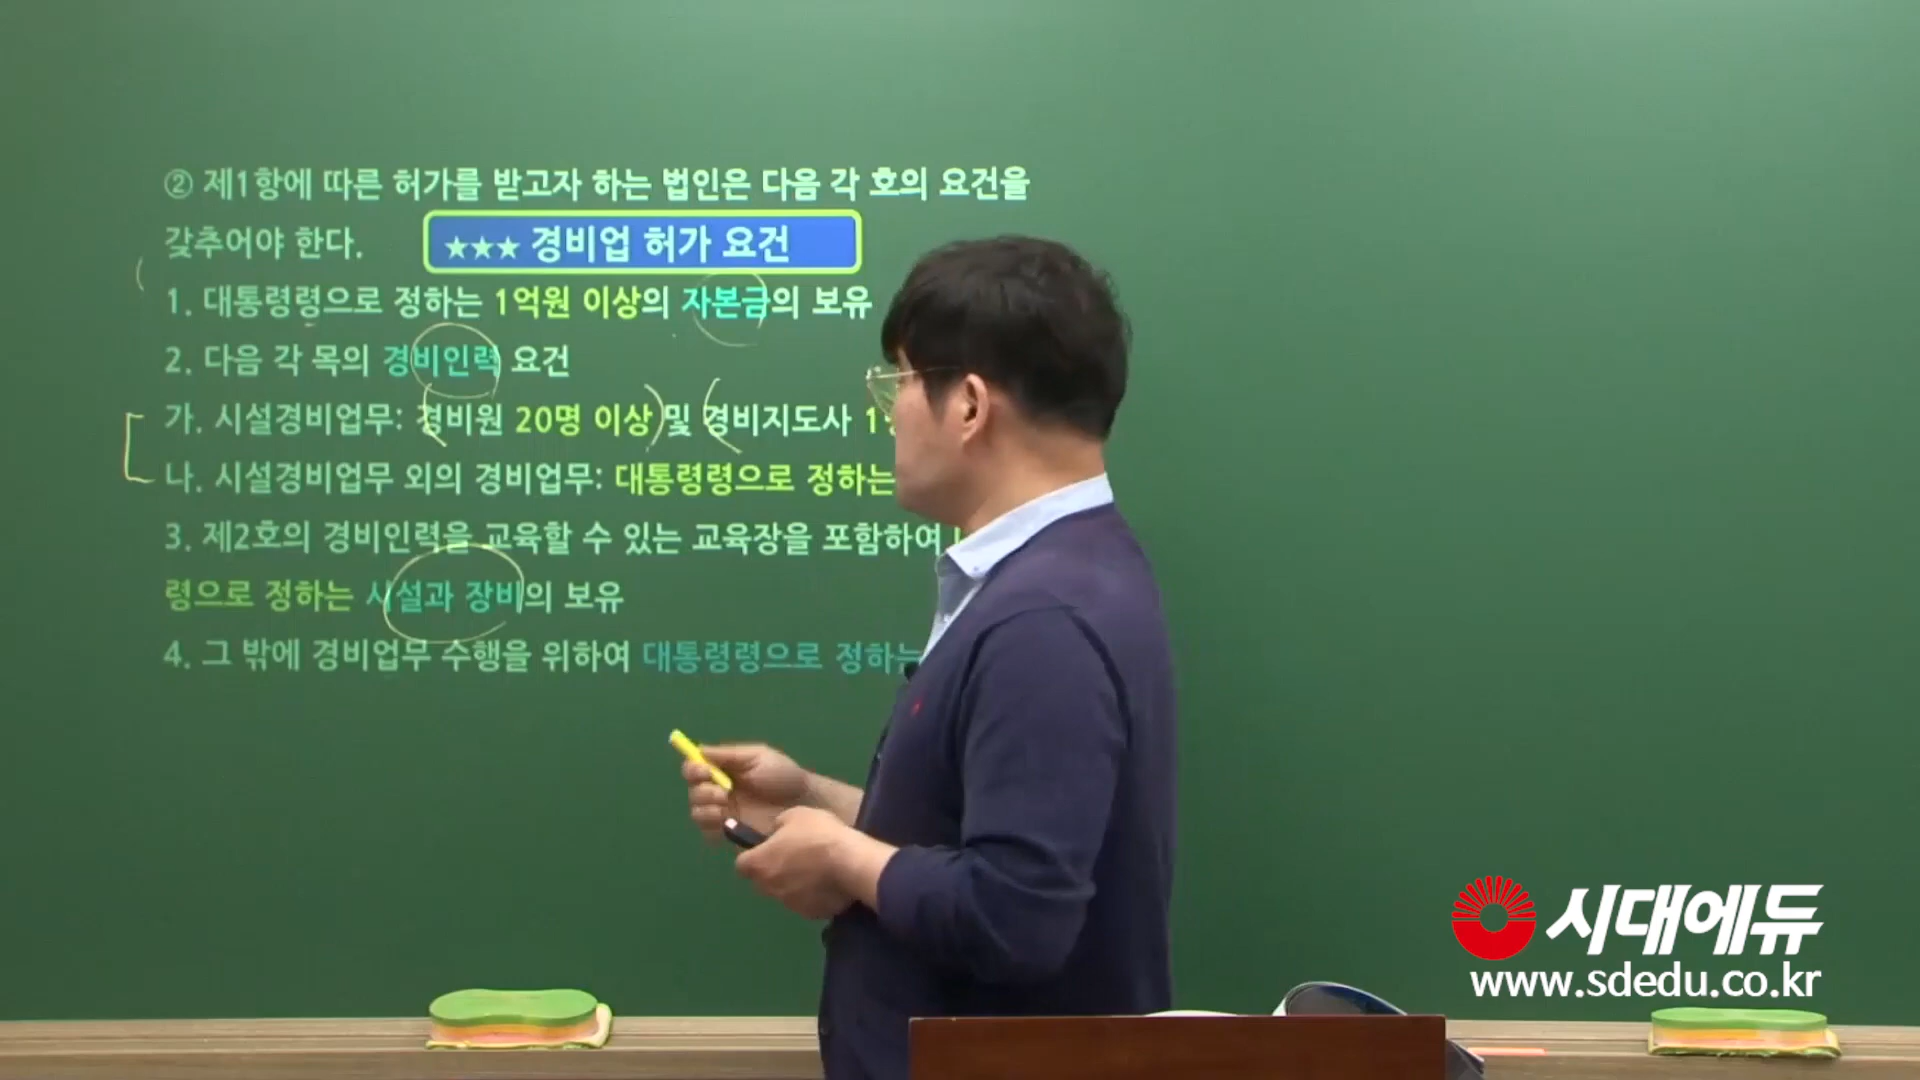 ② 제1항에 따른 허가를 받고자 하는 법인은 다음 각 호의 요건을
갖추어야 한다.
★★★ 경비업 허가 요건
1. 대통령령으로 정하는 1억원 이상의 자본금의 보유
2. 다음 각 목의 경비인력 요건
가. 시설경비업무: 경비원 20명 이상 및 경비지도사
나. 시설경비업무 외의 경비업무: 대통령령으로 정하는
3. 제2호의 경비인력을 교육할 수 있는 교육장을 포함하여
령으로 정하는 시설과 장비의 보유
4. 그 밖에 경비업무 수행을 위하여 대통령령으로 정하는
시대에듀
www.sdedu.co.kr